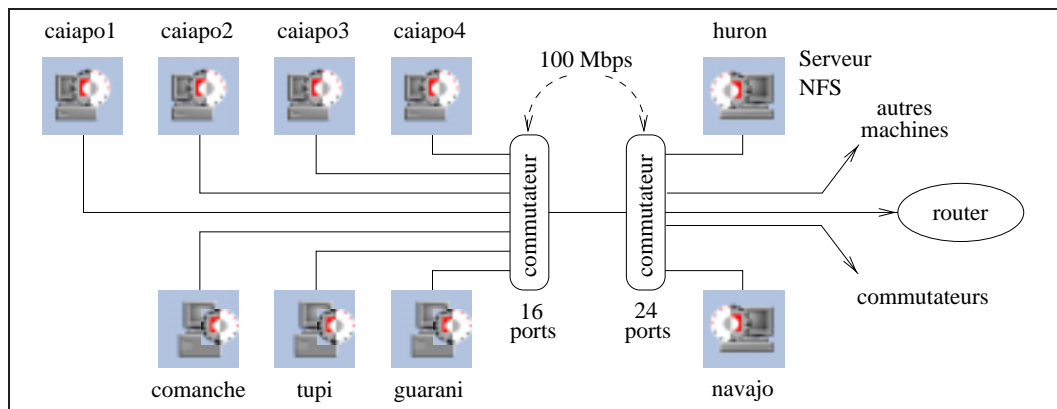 caiapo1
caiapo2
caiapo3
caiapo4
huron
100 Mbps
Serveur
NFS
autres
machines
commutateur
commutateur
router
commutateurs
16
ports
24
ports
comanche
tupi
guarani
navajo